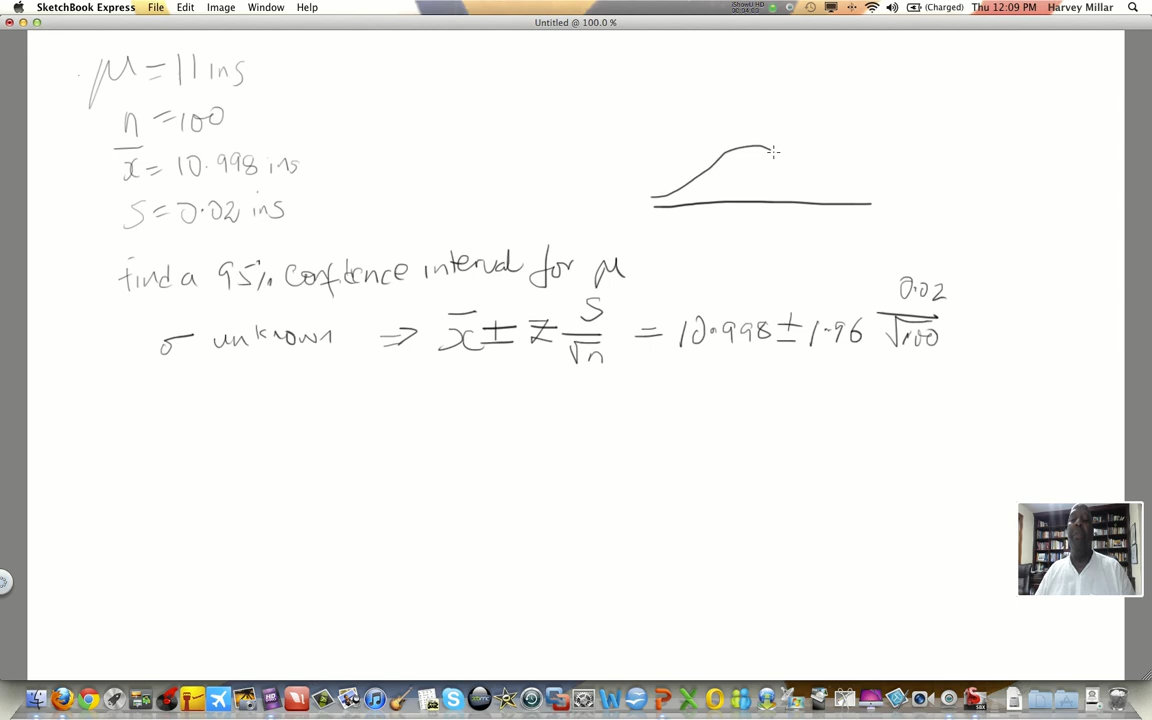 SketchBook Express File Edit Image Window Help (Charged) Thu 12:09 PM Harvey Millar
Untitled @ 100.0 %
μ = 11 ins
n = 100
x̄ = 10.998 ins
S = 0.02 ins
find a 95% confidence interval for μ
σ unknown ⇒ x̄ ± z S/√n = 10.998 ± 1.96 0.02/√100